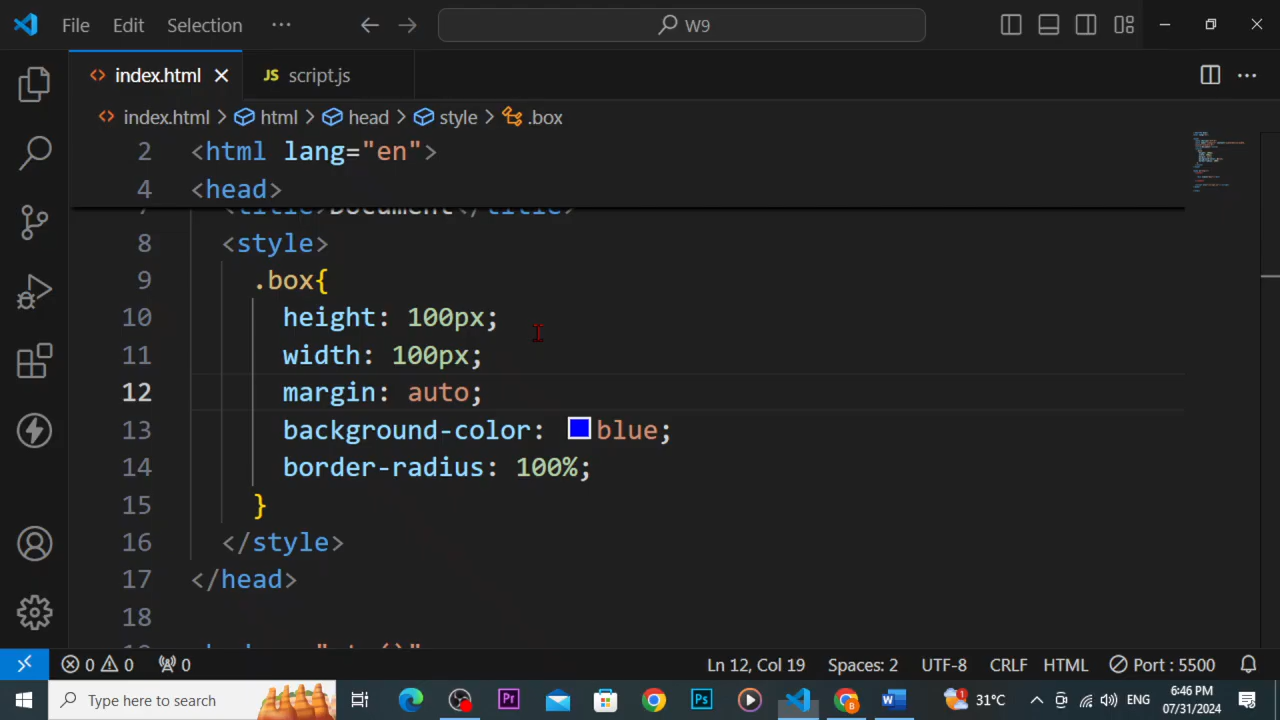 File Edit Selection ··· W9
index.html JS script.js
index.html > html > head > style > .box
2 <html lang="en">
4 <head>
<title>Document</title>
8 <style>
9 .box{
10 height: 100px;
11 width: 100px;
12 margin: auto;
13 background-color: blue;
14 border-radius: 100%;
15 }
16 </style>
17 </head>
18
0 0 0 Ln 12, Col 19 Spaces: 2 UTF-8 CRLF HTML Port : 5500
Type here to search Pr Ps 1 31°C ENG 6:46 PM
07/31/2024